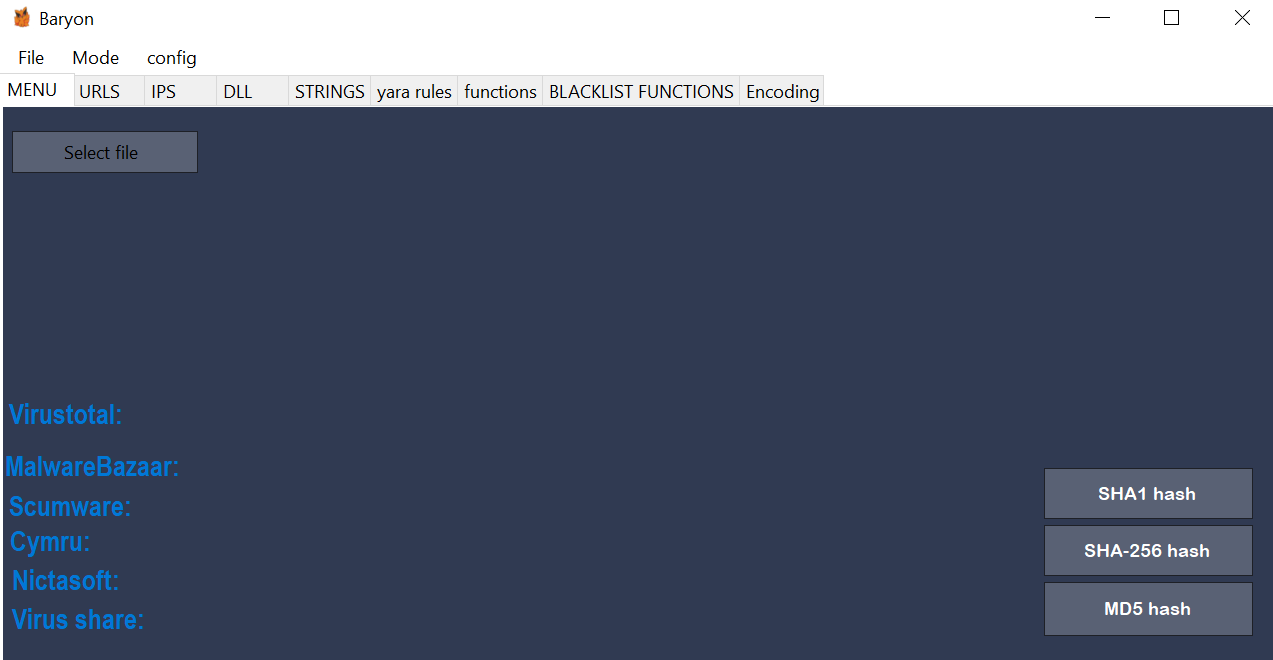 Baryon
File Mode config
MENU URLS IPS DLL STRINGS yara rules functions BLACKLIST FUNCTIONS Encoding
Select file
Virustotal:
MalwareBazaar:
Scumware:
Cymru:
Nictasoft:
Virus share:
SHA1 hash
SHA-256 hash
MD5 hash